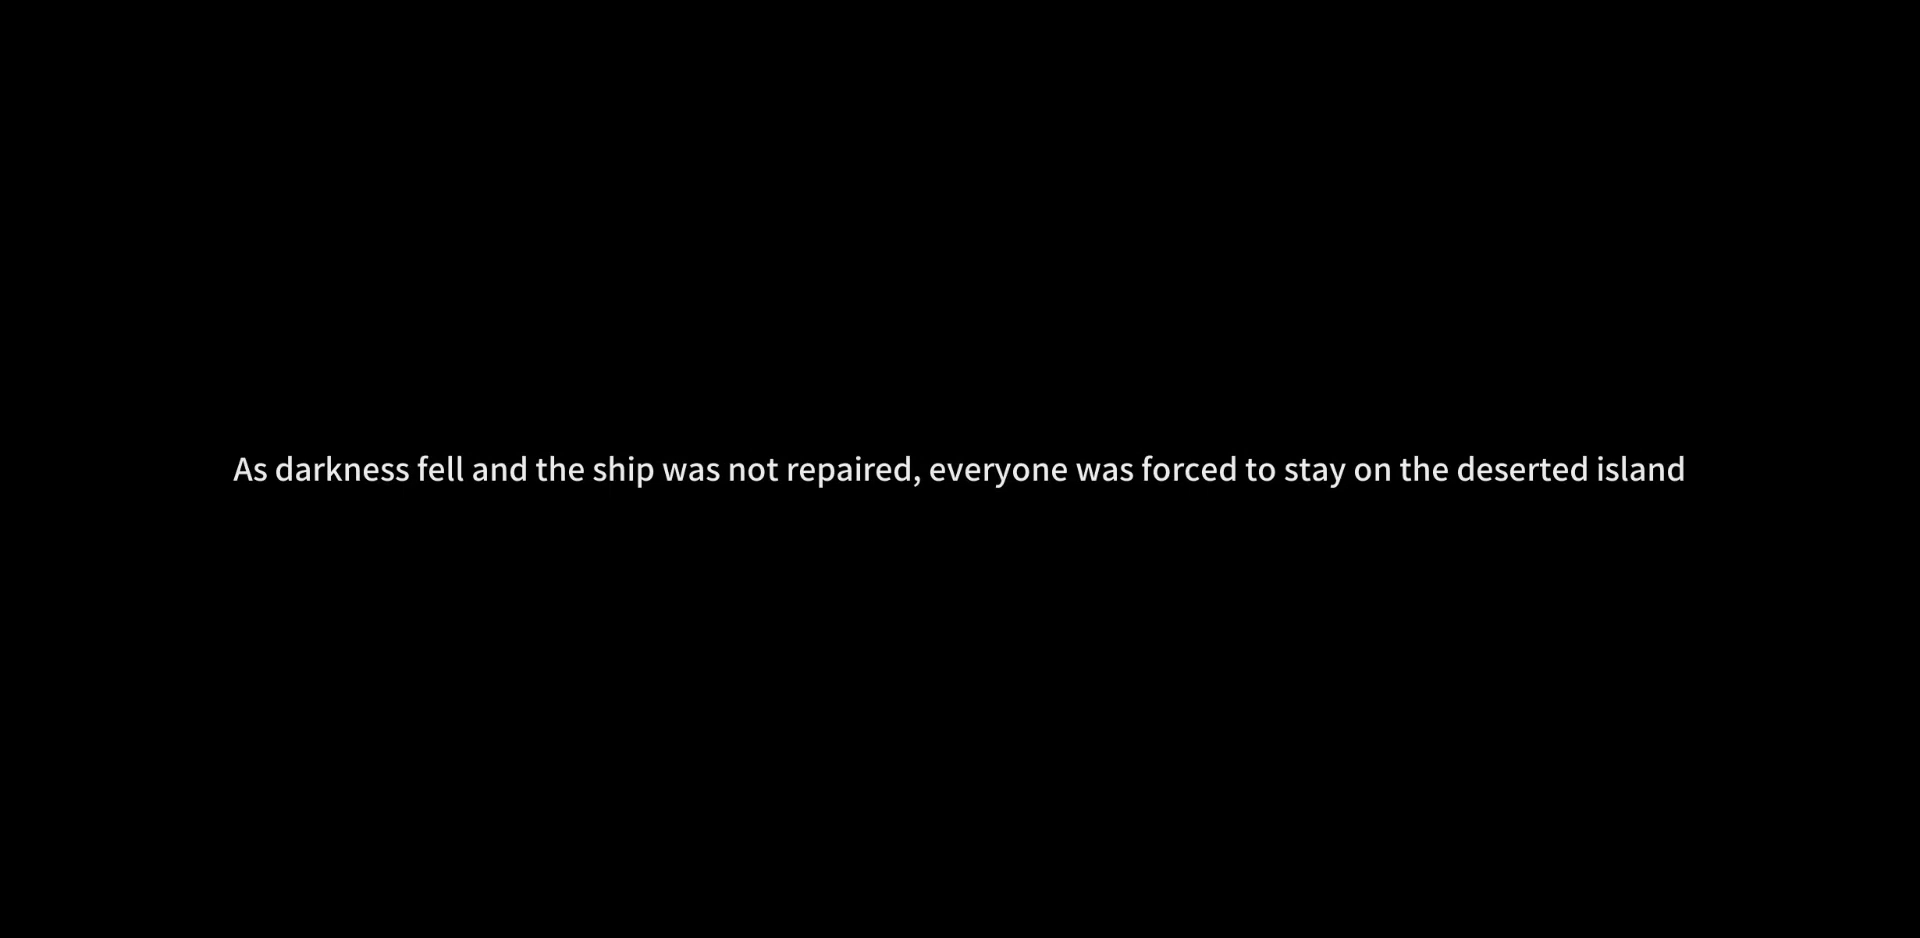 As darkness fell and the ship was not repaired, everyone was forced to stay on the deserted island